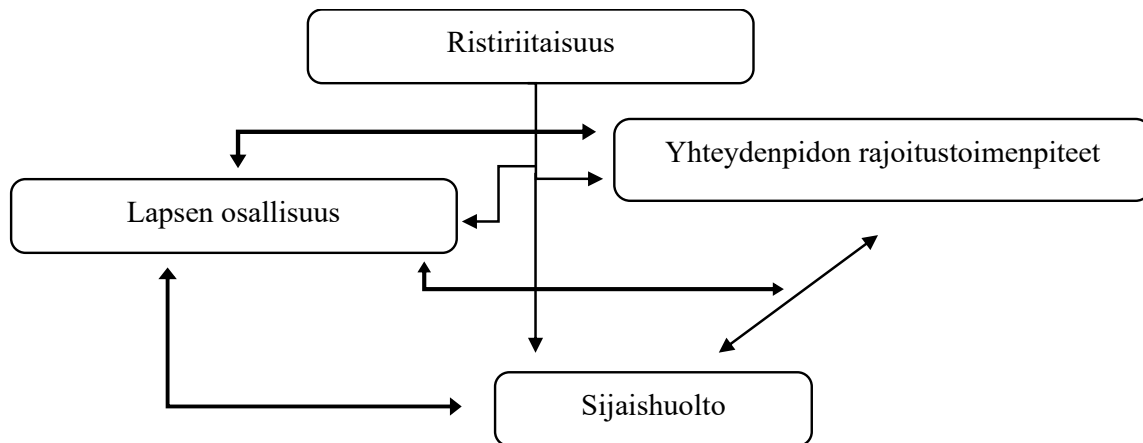 Ristiriitaisuus
Yhteydenpidon rajoitustoimenpiteet
Lapsen osallisuus
Sijaishuolto